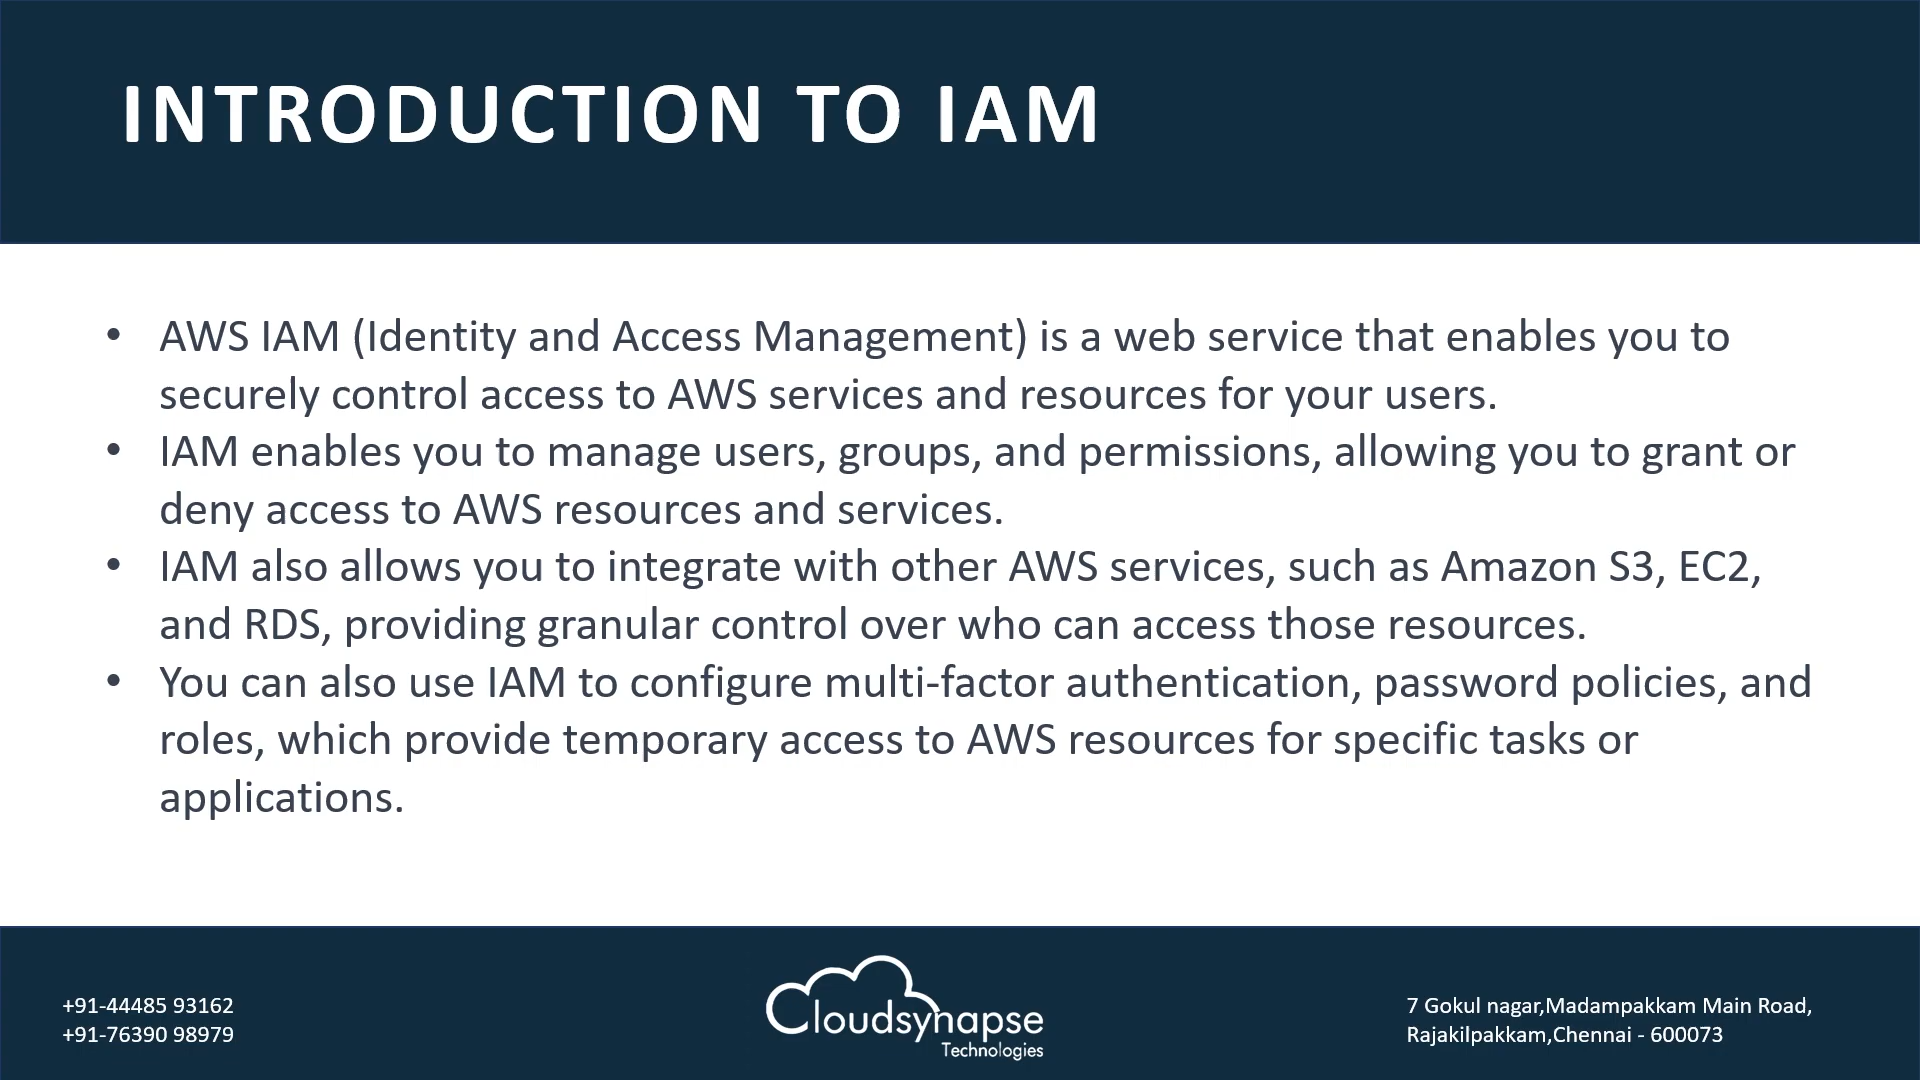 INTRODUCTION TO IAM
• AWS IAM (Identity and Access Management) is a web service that enables you to
securely control access to AWS services and resources for your users.
• IAM enables you to manage users, groups, and permissions, allowing you to grant or
deny access to AWS resources and services.
• IAM also allows you to integrate with other AWS services, such as Amazon S3, EC2,
and RDS, providing granular control over who can access those resources.
• You can also use IAM to configure multi-factor authentication, password policies, and
roles, which provide temporary access to AWS resources for specific tasks or
applications.
+91-44485 93162
+91-76390 98979
Cloudsynapse
Technologies
7 Gokul nagar,Madampakkam Main Road,
Rajakilpakkam,Chennai - 600073